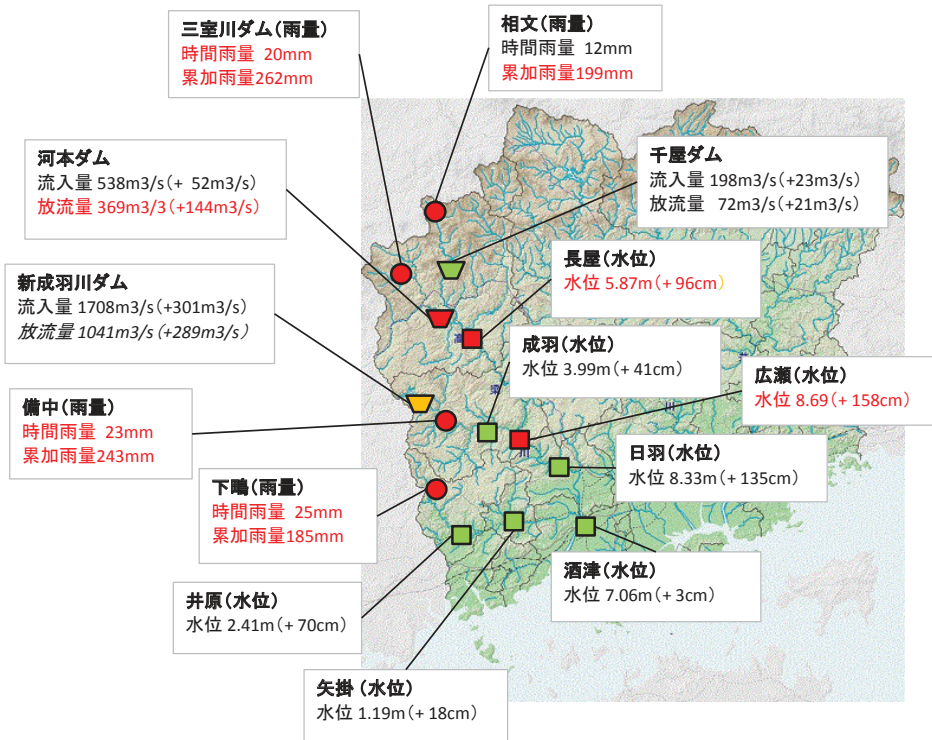 三室川ダム(雨量)
時間雨量 20mm
累加雨量262mm
相文(雨量)
時間雨量 12mm
累加雨量199mm
河本ダム
流入量 538m3/s(+ 52m3/s)
放流量 369m3/3 (+144m3/s)
千屋ダム
流入量 198m3/s(+23m3/s)
放流量 72m3/s(+21m3/s)
長屋(水位)
水位 5.87m(+ 96cm)
新成羽川ダム
流入量 1708m3/s(+301m3/s)
放流量 1041m3/s(+289m3/s)
成羽(水位)
水位 3.99m(+ 41cm)
広瀬(水位)
水位 8.69(+ 158cm)
備中(雨量)
時間雨量 23mm
累加雨量243mm
日羽(水位)
水位 8.33m(+ 135cm)
下鴫(雨量)
時間雨量 25mm
累加雨量185mm
酒津(水位)
水位 7.06m(+ 3cm)
井原(水位)
水位 2.41m(+ 70cm)
矢掛(水位)
水位 1.19m(+ 18cm)
高
梁
川
川